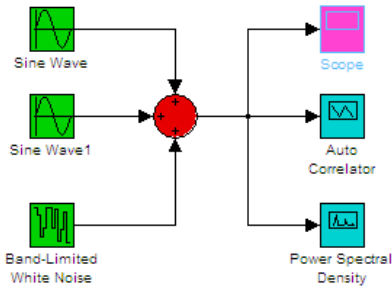 Sine Wave
Scope
Sine Wave1
Auto
Correlator
Band-Limited
White Noise
Power Spectral
Density
+
+
+